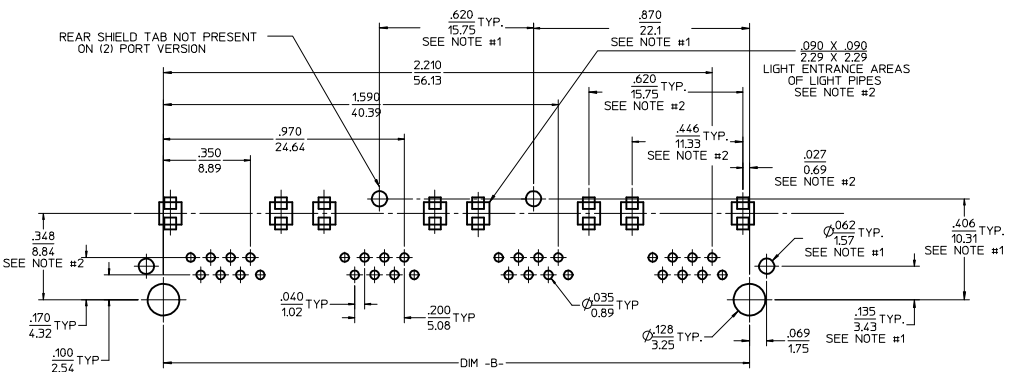 REAR SHIELD TAB NOT PRESENT
ON (2) PORT VERSION
.620
15.75 TYP.
SEE NOTE #1
.870
22.1
SEE NOTE #1
.090 X .090
2.29 X 2.29
LIGHT ENTRANCE AREAS
OF LIGHT PIPES
SEE NOTE #2
2.210
56.13
.620
15.75 TYP.
SEE NOTE #2
1.590
40.39
.970
24.64
.446
11.33 TYP.
SEE NOTE #2
.350
8.89
.027
0.69
SEE NOTE #2
.348
8.84
SEE NOTE #2
Ø.062
1.57 TYP.
SEE NOTE #1
.406
10.31 TYP.
SEE NOTE #1
.040
1.02 TYP
.200
5.08 TYP
Ø.035
0.89 TYP
.170
4.32 TYP
.100
2.54 TYP
Ø.128
3.25 TYP.
.069
1.75
.135
3.43 TYP.
SEE NOTE #1
DIM -B-